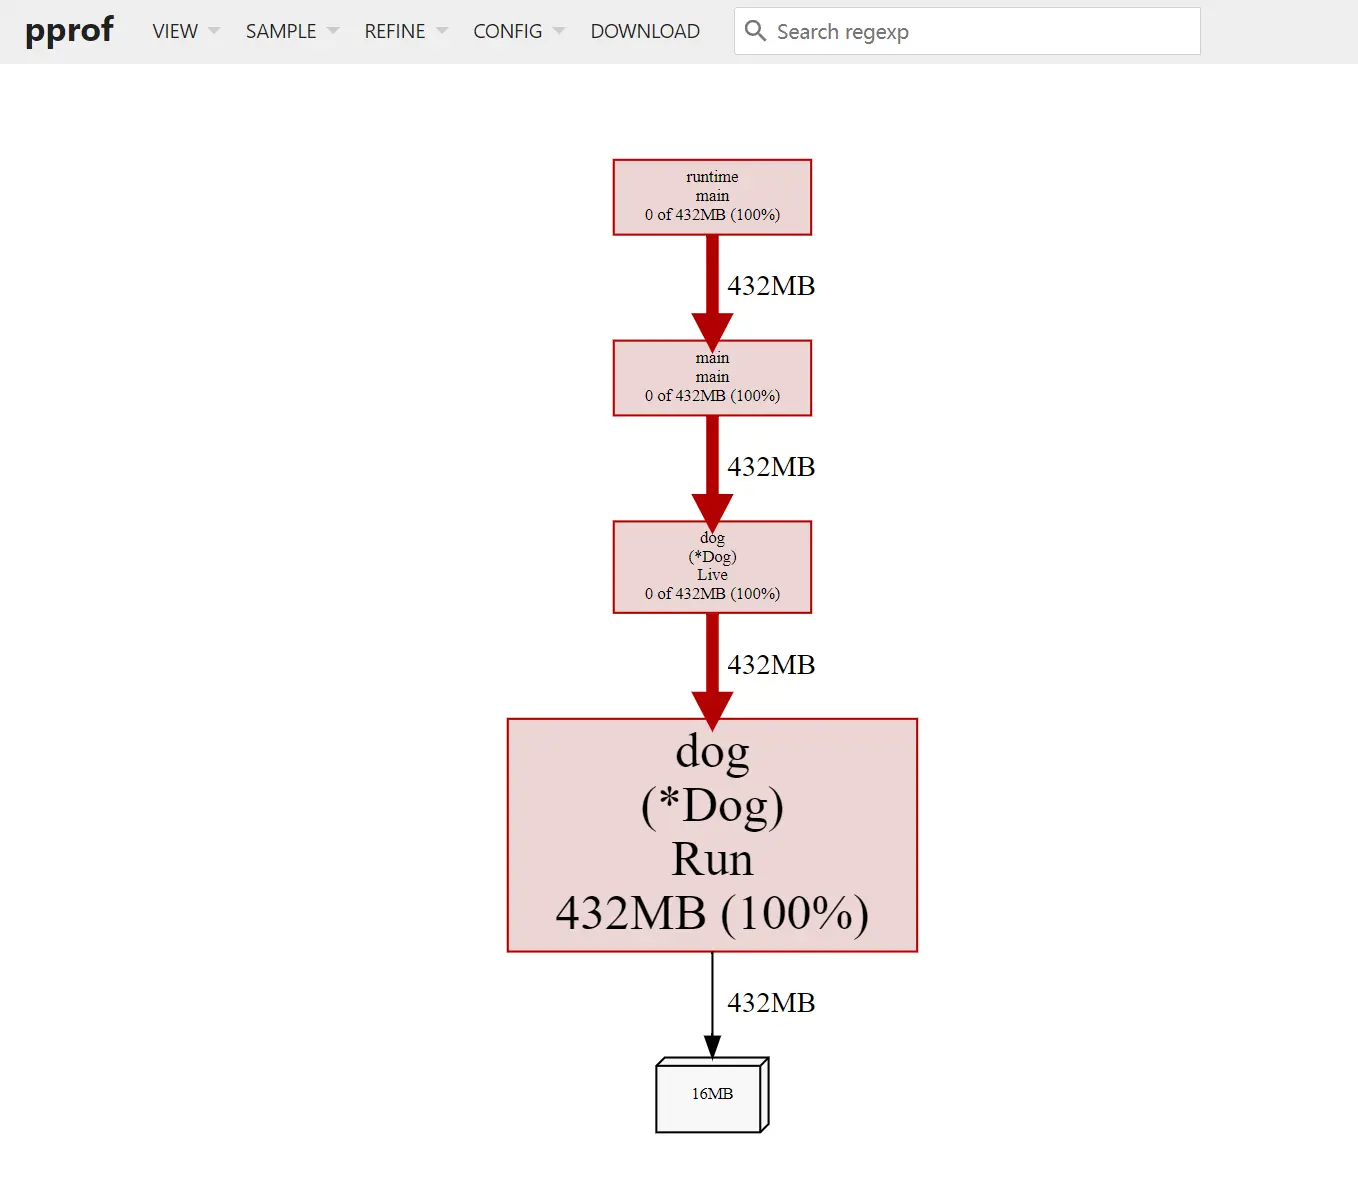 pprof VIEW SAMPLE REFINE CONFIG DOWNLOAD Search regexp
runtime
main
0 of 432MB (100%)
432MB
main
main
0 of 432MB (100%)
432MB
dog
(*Dog)
Live
0 of 432MB (100%)
432MB
dog
(*Dog)
Run
432MB (100%)
432MB
16MB